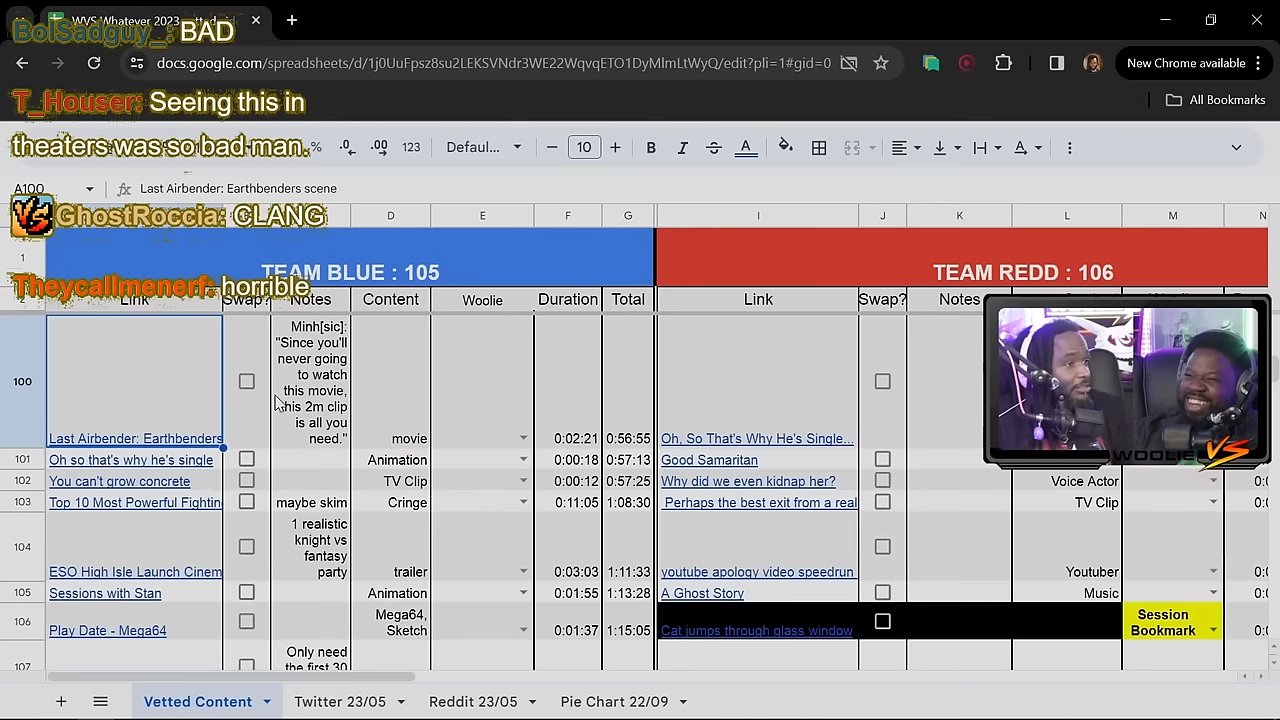 WVS Whatever 2023
BolSadguy_: BAD
docs.google.com/spreadsheets/d/1j0UuFpsz8su2LEKSVNdr3WE22WqvqETO1DyMlmLtWyQ/edit?pli=1#gid=0
New Chrome available
All Bookmarks
T_Houser: Seeing this in
theaters was so bad man.
% .0 .00 123 Defaul... 10 B I A
A100 fx Last Airbender: Earthbenders scene
GhostRoccia: CLANG
D E F G I J K L M N
1 TEAM BLUE : 105 TEAM REDD : 106
Theycallmenerf: horrible
Link Swap? Notes Content Woolie Duration Total Link Swap? Notes
Minh[sic]:
"Since you'll
never going
to watch
this movie,
this 2m clip
is all you
need."
100 Last Airbender: Earthbenders movie 0:02:21 0:56:55 Oh, So That's Why He's Single...
101 Oh so that's why he's single Animation 0:00:18 0:57:13 Good Samaritan
WOOLIE VS
102 You can't grow concrete TV Clip 0:00:12 0:57:25 Why did we even kidnap her? Voice Actor 0:
103 Top 10 Most Powerful Fightin maybe skim Cringe 0:11:05 1:08:30 Perhaps the best exit from a real TV Clip 0:
1 realistic
knight vs
fantasy
party
104 ESO High Isle Launch Cinem trailer 0:03:03 1:11:33 youtube apology video speedrun Youtuber 0:
105 Sessions with Stan Animation 0:01:55 1:13:28 A Ghost Story Music 0:
106 Play Date - Mega64 Mega64,
Sketch 0:01:37 1:15:05 Cat jumps through glass window Session
Bookmark 0:
107 Only need
the first 30
Vetted Content Twitter 23/05 Reddit 23/05 Pie Chart 22/09